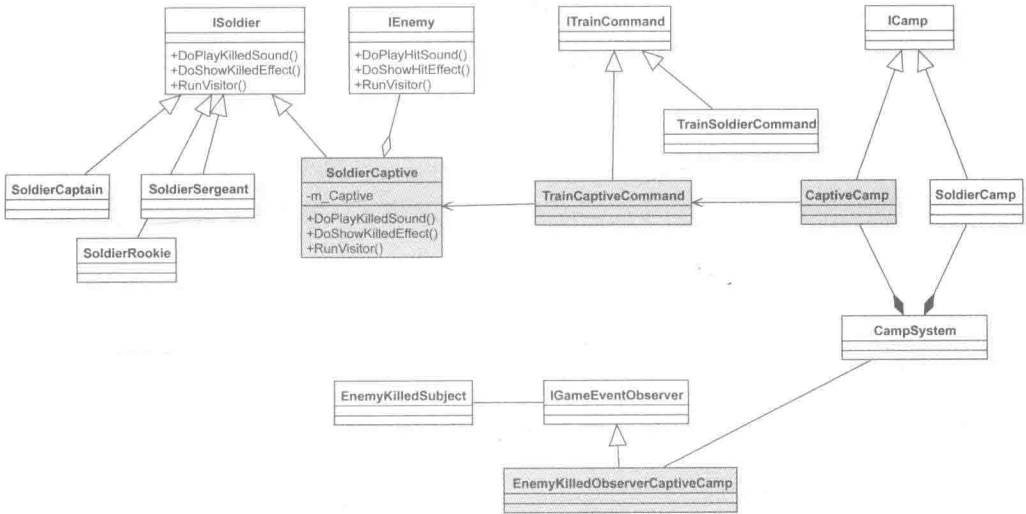 ISoldier
+DoPlayKilledSound()
+DoShowKilledEffect()
+RunVisitor()
IEnemy
+DoPlayHitSound()
+DoShowHitEffect()
+RunVisitor()
ITrainCommand
ICamp
TrainSoldierCommand
SoldierCaptain
SoldierSergeant
SoldierRookie
SoldierCaptive
-m_Captive
+DoPlayKilledSound()
+DoShowKilledEffect()
+RunVisitor()
TrainCaptiveCommand
CaptiveCamp
SoldierCamp
CampSystem
EnemyKilledSubject
IGameEventObserver
EnemyKilledObserverCaptiveCamp